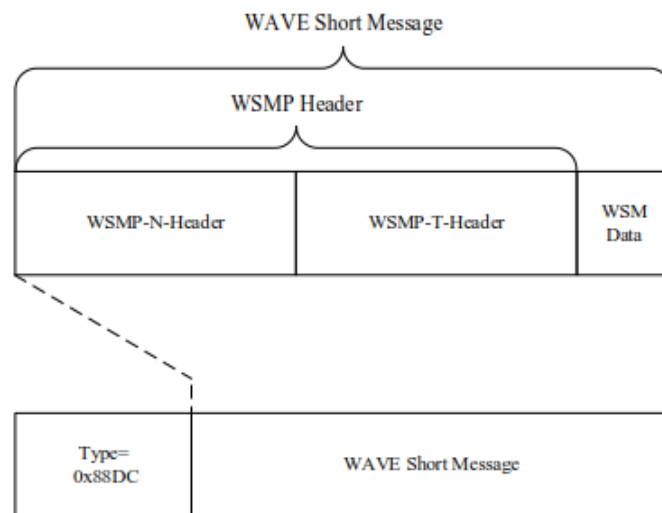 WAVE Short Message
WSMP Header
WSMP-N-Header
WSMP-T-Header
WSM
Data
Type=
0x88DC
WAVE Short Message